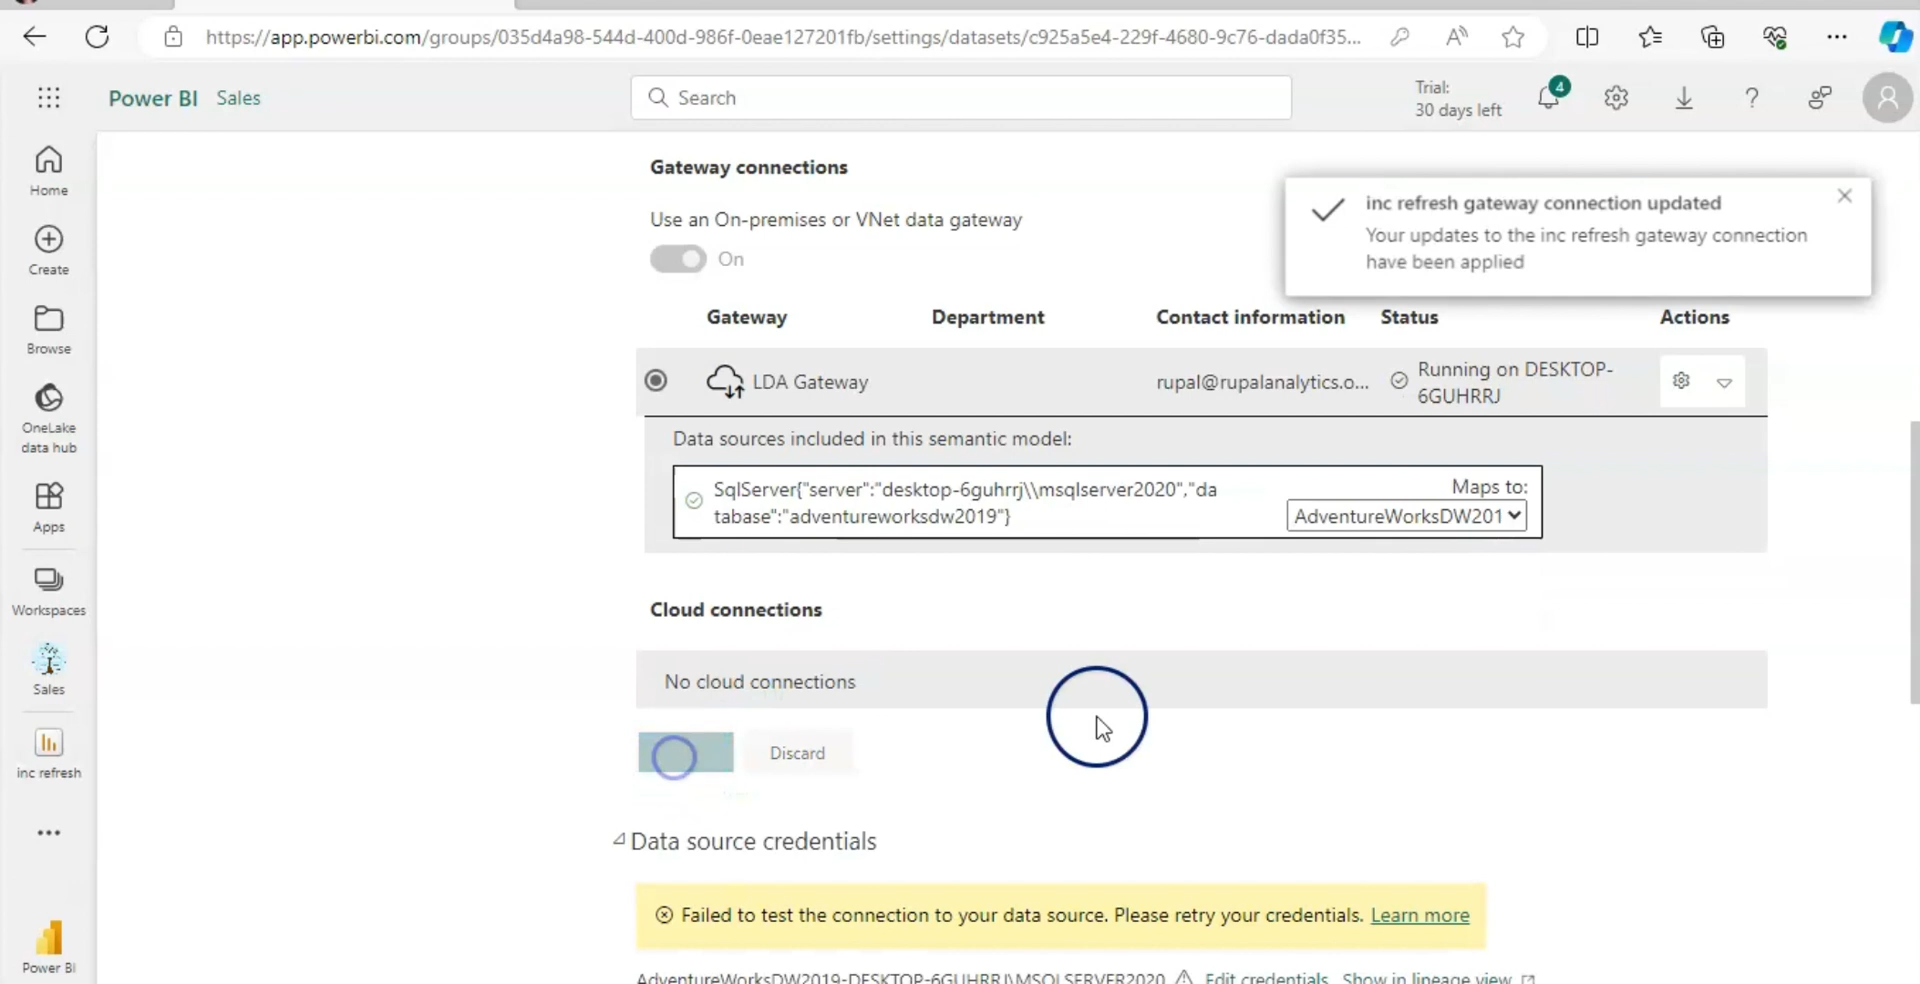 https://app.powerbi.com/groups/035d4a98-544d-400d-986f-0eae127201fb/settings/datasets/c925a5e4-229f-4680-9c76-dada0f35...
Power BI Sales
Search
Trial:
30 days left
4
Home
Create
Browse
OneLake
data hub
Apps
Workspaces
Sales
inc refresh
Power BI
Gateway connections
Use an On-premises or VNet data gateway
On
inc refresh gateway connection updated
Your updates to the inc refresh gateway connection
have been applied
Gateway Department Contact information Status Actions
LDA Gateway rupal@rupalanalytics.o... Running on DESKTOP-
6GUHRRJ
Data sources included in this semantic model:
SqlServer{"server":"desktop-6guhrrj\\msqlserver2020","da
tabase":"adventureworksdw2019"}
Maps to:
AdventureWorksDW201
Cloud connections
No cloud connections
Discard
Data source credentials
Failed to test the connection to your data source. Please retry your credentials. Learn more
AdventureWorksDW2019-DESKTOP-6GUHRRJ\MSQLSERVER2020 Edit credentials Show in lineage view